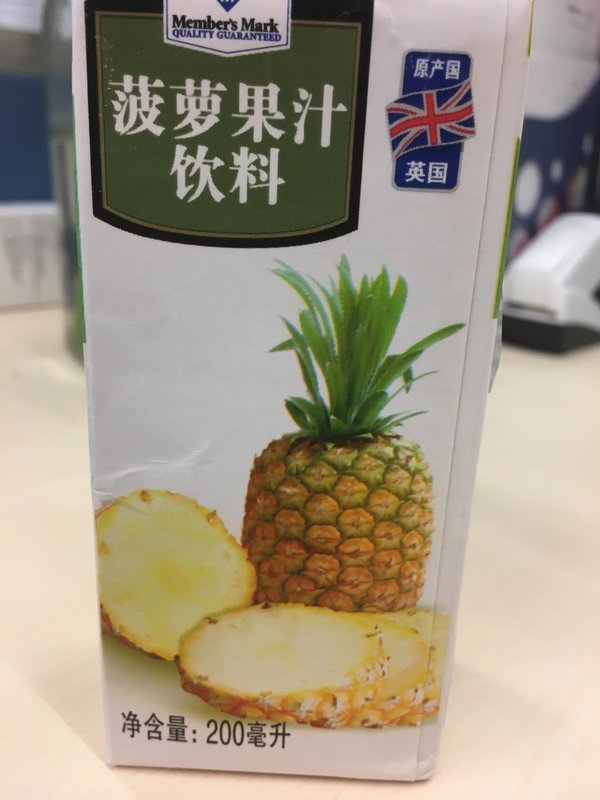 Member's Mark
QUALITY GUARANTEED
菠萝果汁
饮料
原产国
英国
净含量：200毫升